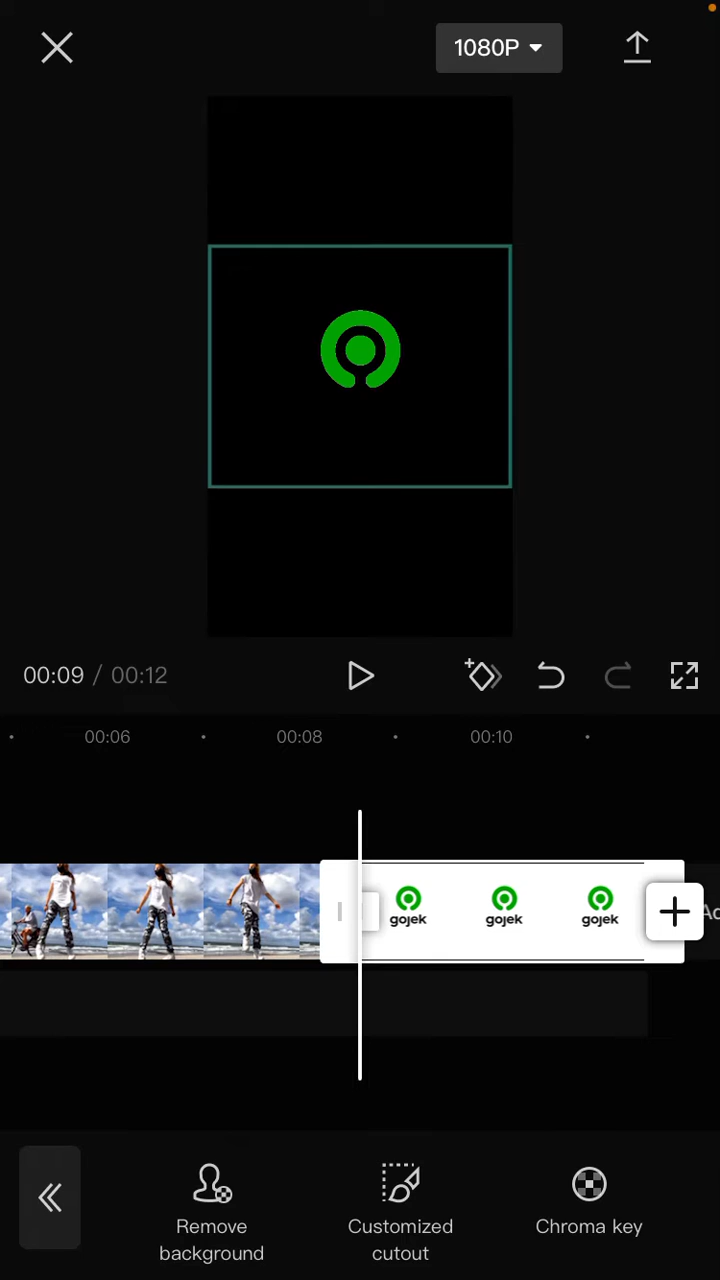 1080P
00:09 / 00:12
00:06 00:08 00:10
gojek gojek gojek
Remove
background
Customized
cutout
Chroma key